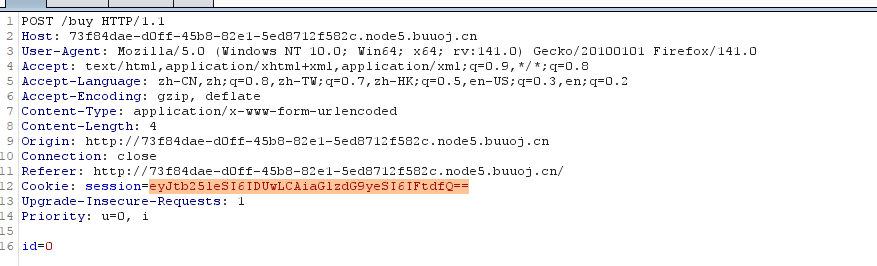 1 POST /buy HTTP/1.1
2 Host: 73f84dae-d0ff-45b8-82e1-5ed8712f582c.node5.buuoj.cn
3 User-Agent: Mozilla/5.0 (Windows NT 10.0; Win64; x64; rv:141.0) Gecko/20100101 Firefox/141.0
4 Accept: text/html,application/xhtml+xml,application/xml;q=0.9,*/*;q=0.8
5 Accept-Language: zh-CN,zh;q=0.8,zh-TW;q=0.7,zh-HK;q=0.5,en-US;q=0.3,en;q=0.2
6 Accept-Encoding: gzip, deflate
7 Content-Type: application/x-www-form-urlencoded
8 Content-Length: 4
9 Origin: http://73f84dae-d0ff-45b8-82e1-5ed8712f582c.node5.buuoj.cn
10 Connection: close
11 Referer: http://73f84dae-d0ff-45b8-82e1-5ed8712f582c.node5.buuoj.cn/
12 Cookie: session=eyJtb25leSI6IDUwLCAiaGlzdG9yeSI6IFtdfQ==
13 Upgrade-Insecure-Requests: 1
14 Priority: u=0, i
15
16 id=0